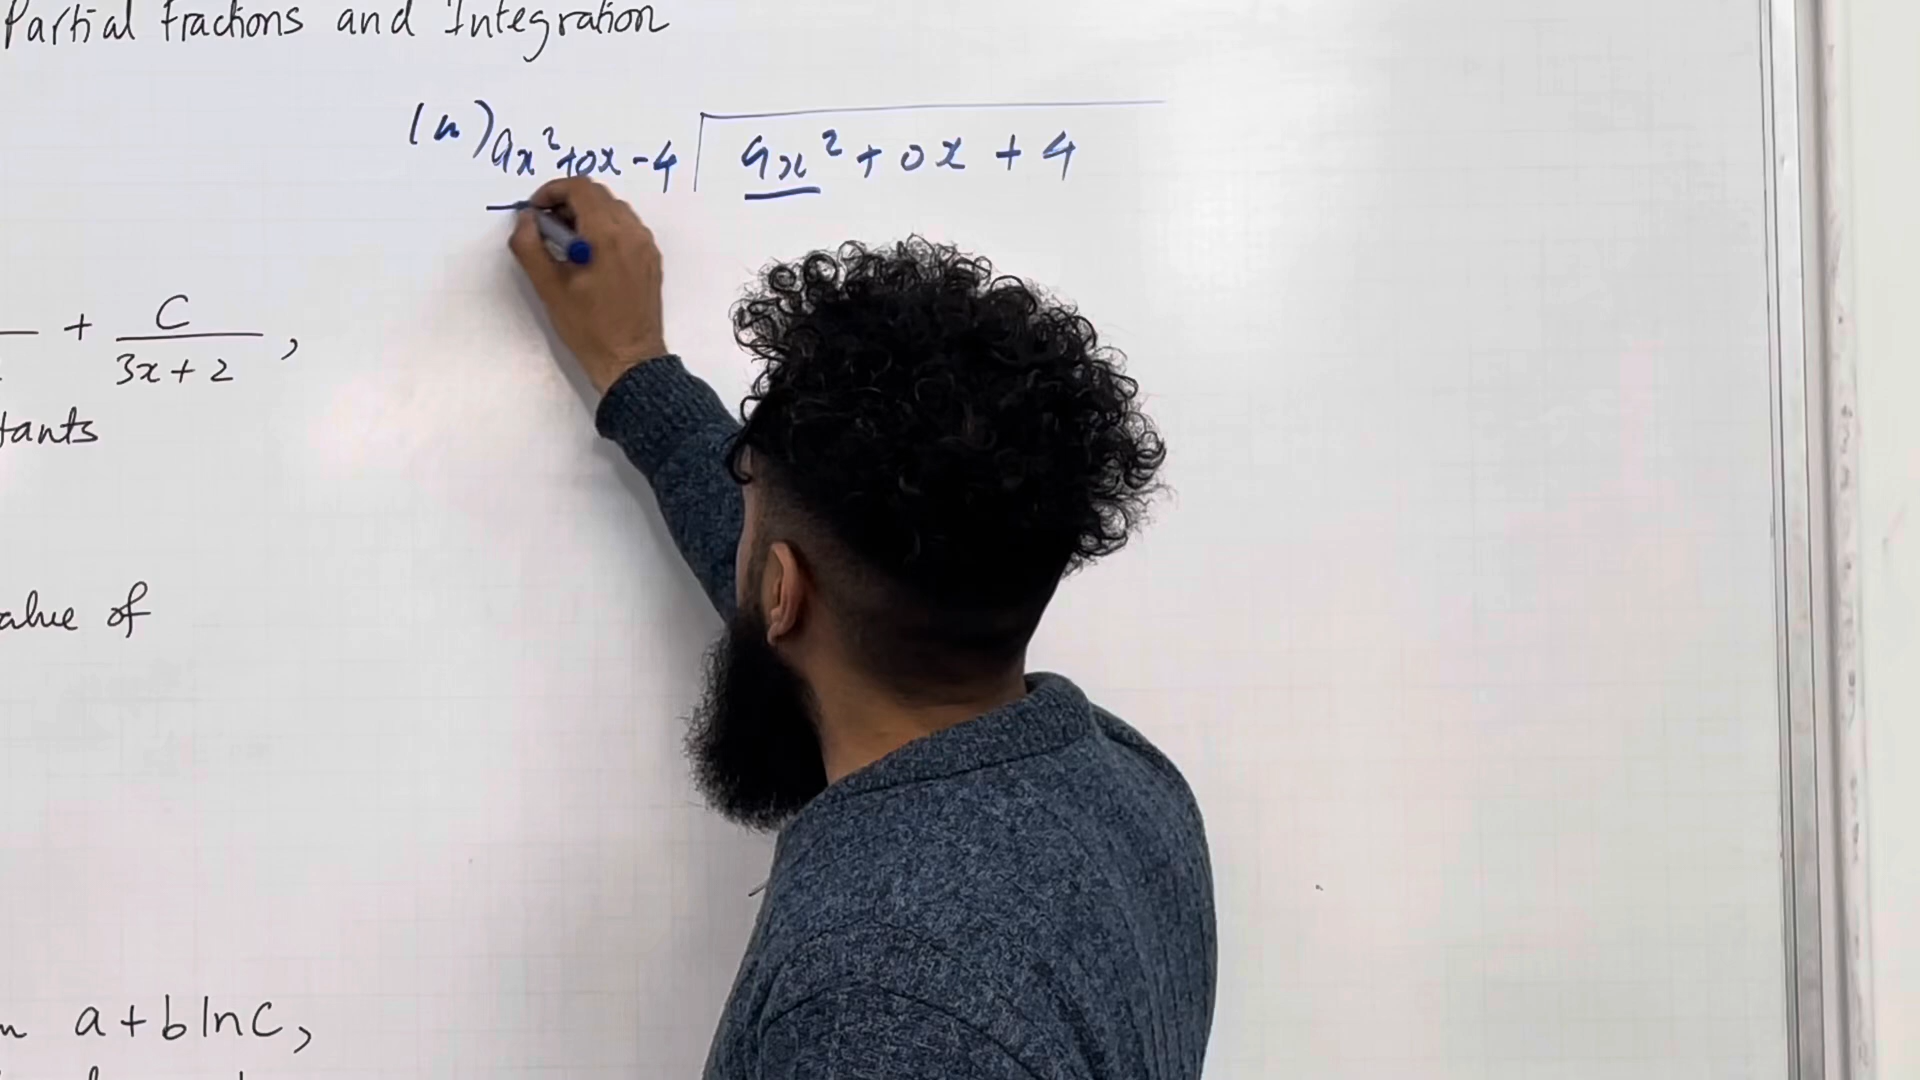 Partial Fractions and Integration
(a) 9x² + 0x - 4 | 9x² + 0x + 4
+ C / 3x + 2 ,
tants
alue of
a + b ln c,